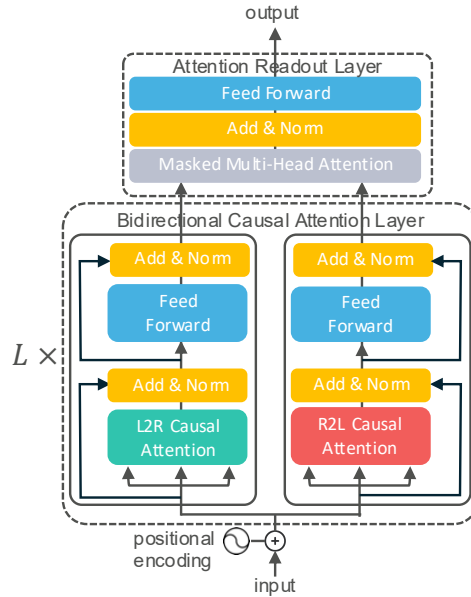 output
Attention Readout Layer
Feed Forward
Add & Norm
Masked Multi-Head Attention
Bidirectional Causal Attention Layer
Add & Norm
Feed
Forward
Add & Norm
L2R Causal
Attention
Add & Norm
Feed
Forward
Add & Norm
R2L Causal
Attention
L ×
positional
encoding
+
input